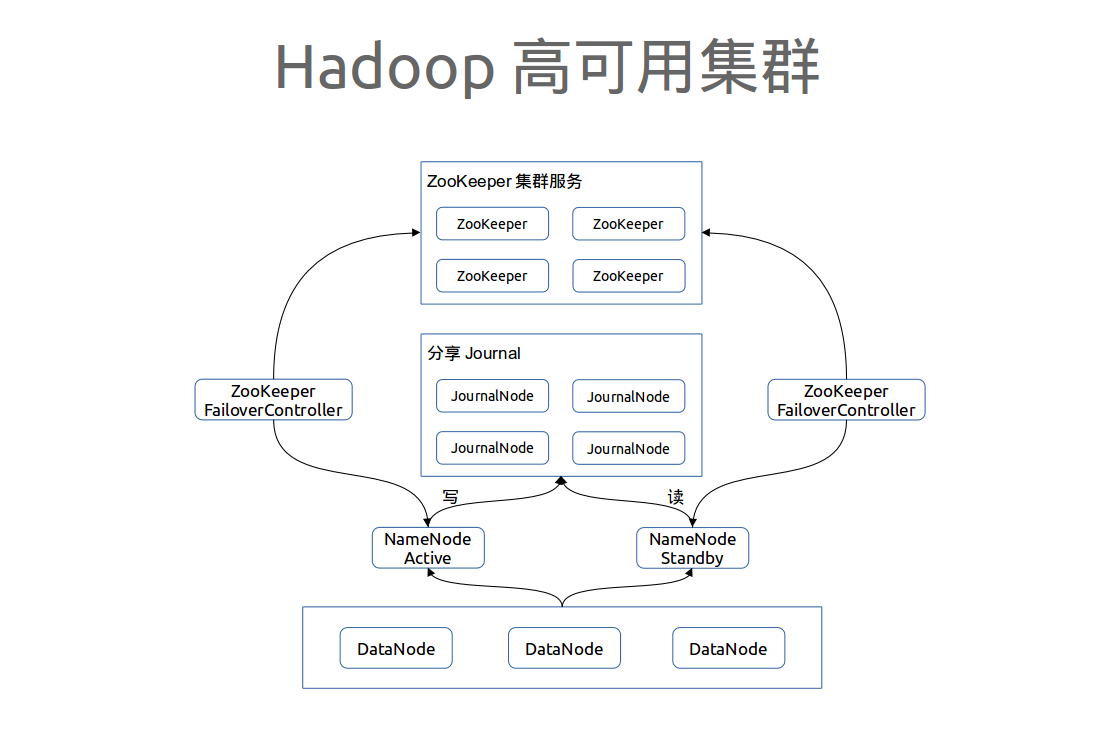 Hadoop 高可用集群
ZooKeeper 集群服务
ZooKeeper
ZooKeeper
ZooKeeper
ZooKeeper
分享 Journal
JournalNode
JournalNode
JournalNode
JournalNode
ZooKeeper
FailoverController
ZooKeeper
FailoverController
写
读
NameNode
Active
NameNode
Standby
DataNode
DataNode
DataNode